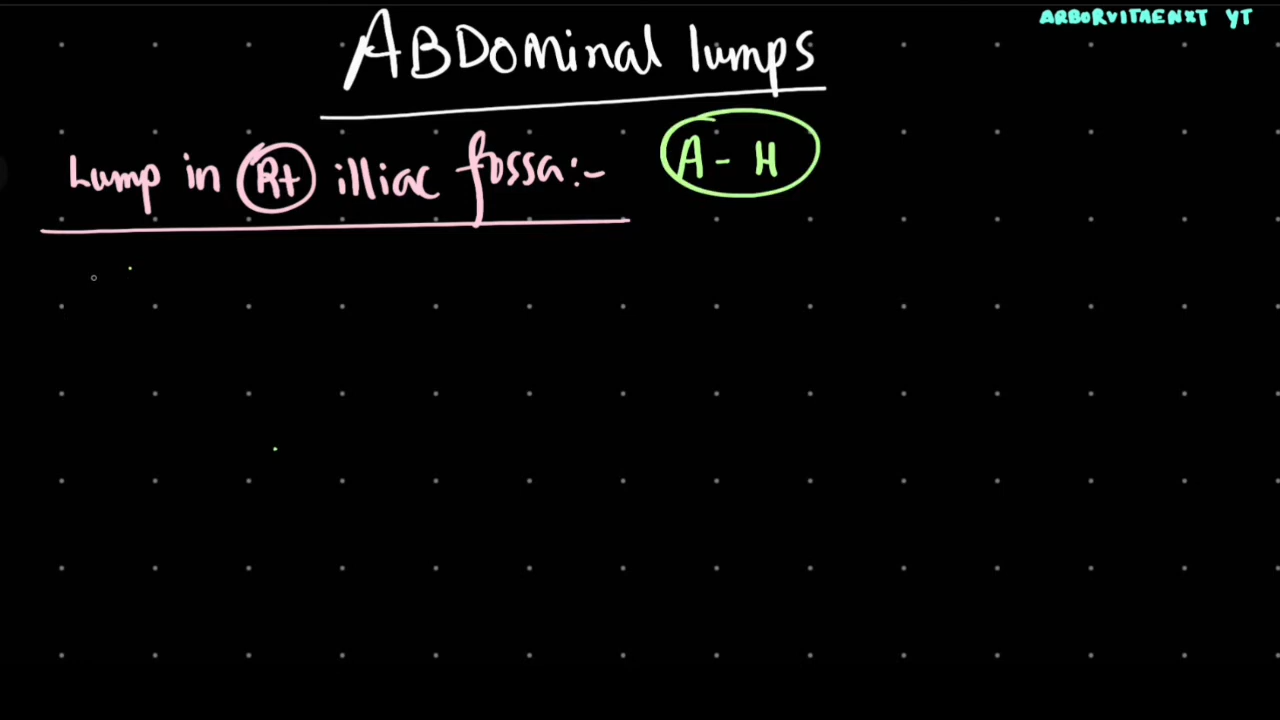 ARBORVITAENXT YT
ABDominal lumps
Lump in Rt illiac fossa:-
A - H